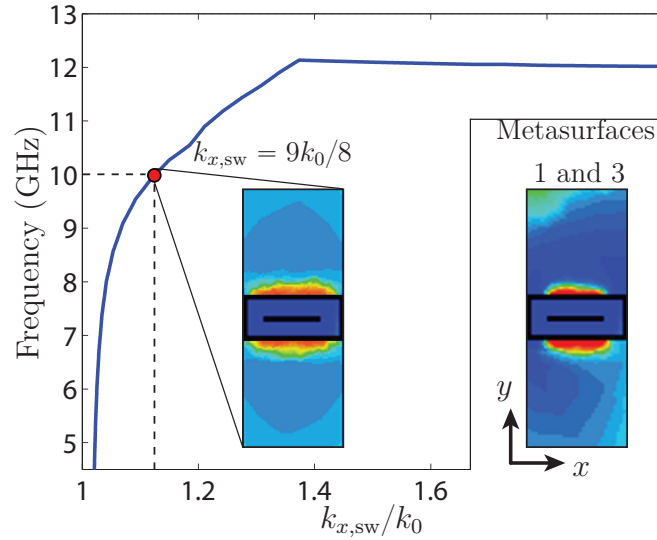 13
12
11
10
9
8
7
6
5
Frequency (GHz)
k_{x,sw} = 9k_0/8
Metasurfaces
1 and 3
y
x
1 1.2 1.4 1.6
k_{x,sw}/k_0